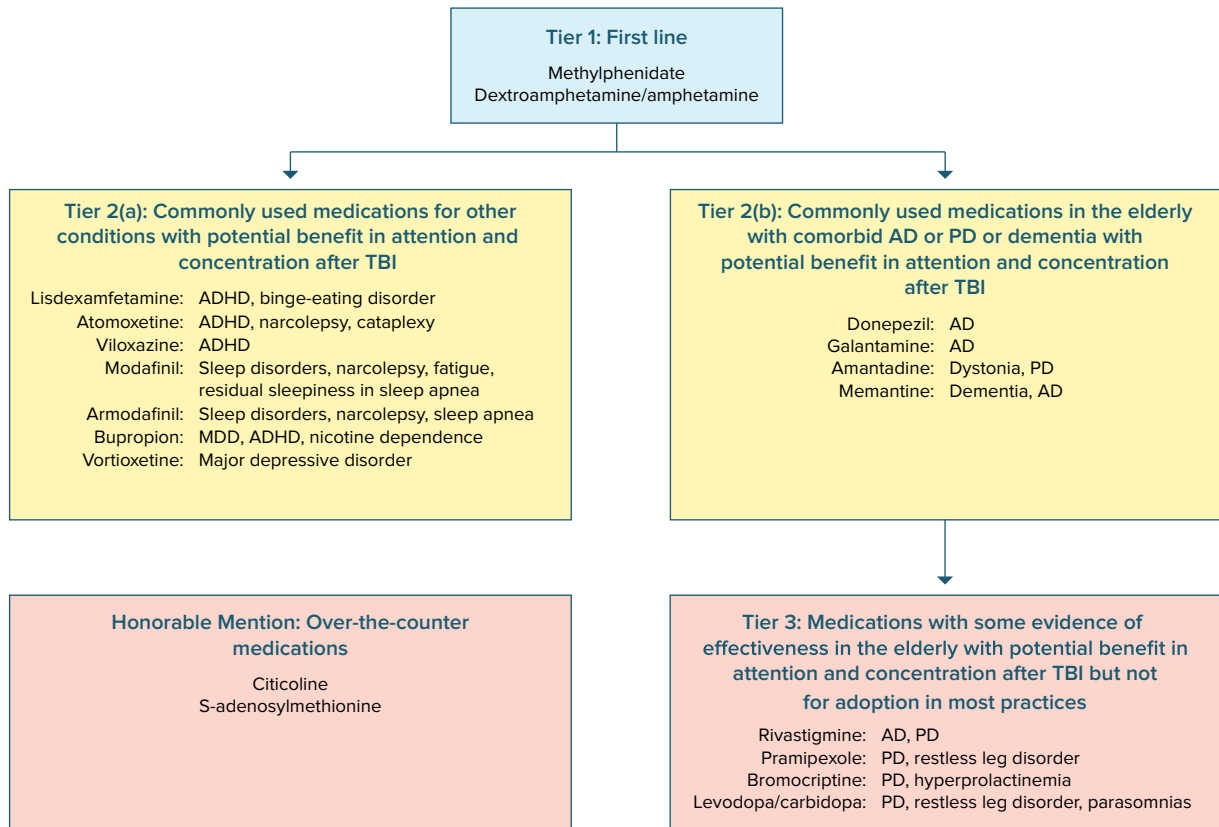 Tier 1: First line
Methylphenidate
Dextroamphetamine/amphetamine
Tier 2(a): Commonly used medications for other
conditions with potential benefit in attention and
concentration after TBI
Lisdexamfetamine: ADHD, binge-eating disorder
Atomoxetine: ADHD, narcolepsy, cataplexy
Viloxazine: ADHD
Modafinil: Sleep disorders, narcolepsy, fatigue,
residual sleepiness in sleep apnea
Armodafinil: Sleep disorders, narcolepsy, sleep apnea
Bupropion: MDD, ADHD, nicotine dependence
Vortioxetine: Major depressive disorder
Tier 2(b): Commonly used medications in the elderly
with comorbid AD or PD or dementia with
potential benefit in attention and concentration
after TBI
Donepezil: AD
Galantamine: AD
Amantadine: Dystonia, PD
Memantine: Dementia, AD
Honorable Mention: Over-the-counter
medications
Citicoline
S-adenosylmethionine
Tier 3: Medications with some evidence of
effectiveness in the elderly with potential benefit in
attention and concentration after TBI but not
for adoption in most practices
Rivastigmine: AD, PD
Pramipexole: PD, restless leg disorder
Bromocriptine: PD, hyperprolactinemia
Levodopa/carbidopa: PD, restless leg disorder, parasomnias